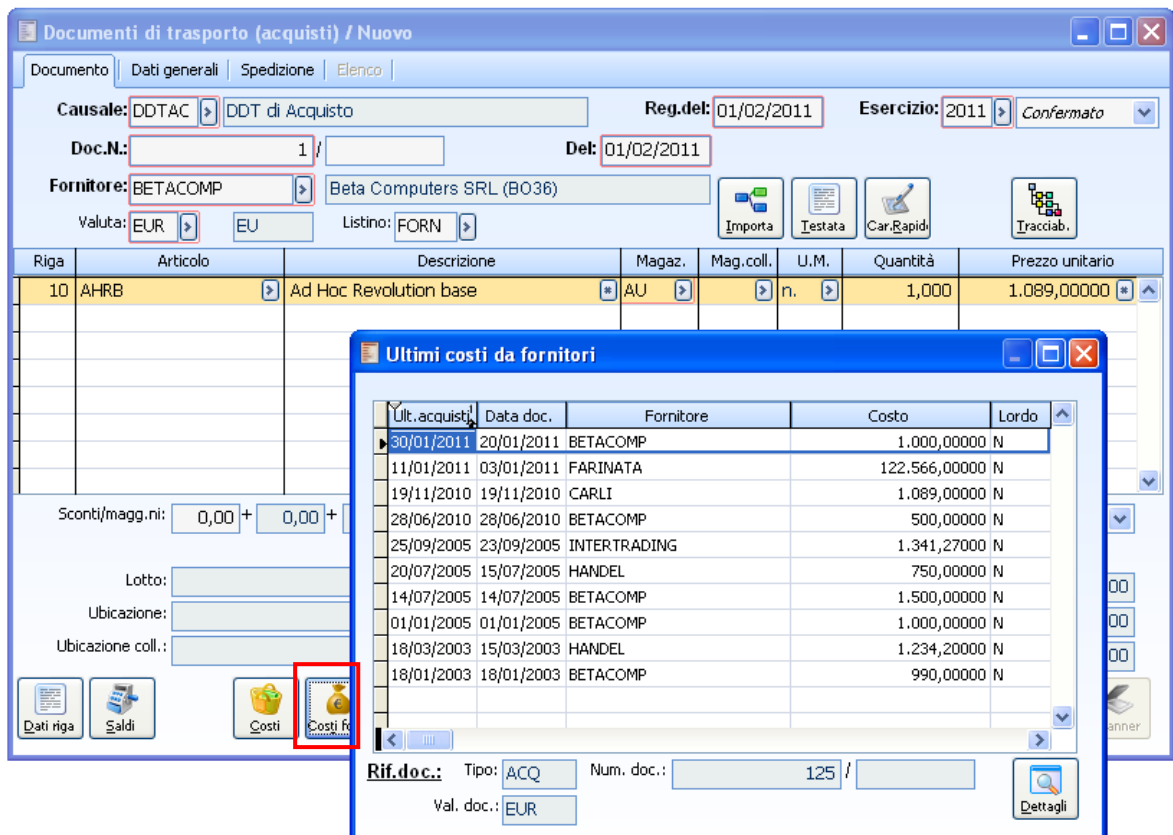 Documenti di trasporto (acquisti) / Nuovo
Documento Dati generali Spedizione Elenco
Causale: DDTAC DDT di Acquisto Reg.del: 01/02/2011 Esercizio: 2011 Confermato
Doc.N.: 1 / Del: 01/02/2011
Fornitore: BETACOMP Beta Computers SRL (BO36)
Valuta: EUR EU Listino: FORN Importa Testata Car.Rapid Tracciab.
Riga Articolo Descrizione Magaz. Mag.coll. U.M. Quantità Prezzo unitario
10 AHRB Ad Hoc Revolution base AU n. 1,000 1.089,00000
Ultimi costi da fornitori
Ult.acquisti Data doc. Fornitore Costo Lordo
30/01/2011 20/01/2011 BETACOMP 1.000,00000 N
11/01/2011 03/01/2011 FARINATA 122.566,00000 N
19/11/2010 19/11/2010 CARLI 1.089,00000 N
28/06/2010 28/06/2010 BETACOMP 500,00000 N
25/09/2005 23/09/2005 INTERTRADING 1.341,27000 N
20/07/2005 15/07/2005 HANDEL 750,00000 N
14/07/2005 14/07/2005 BETACOMP 1.500,00000 N
01/01/2005 01/01/2005 BETACOMP 1.000,00000 N
18/03/2003 15/03/2003 HANDEL 1.234,20000 N
18/01/2003 18/01/2003 BETACOMP 990,00000 N
Rif.doc.: Tipo: ACQ Num. doc.: 125 /
Val. doc.: EUR Dettagli
Sconti/magg.ni: 0,00 + 0,00 +
Lotto: 00
Ubicazione: 00
Ubicazione coll.: 00
Dati riga Saldi Costi Costi fo anner